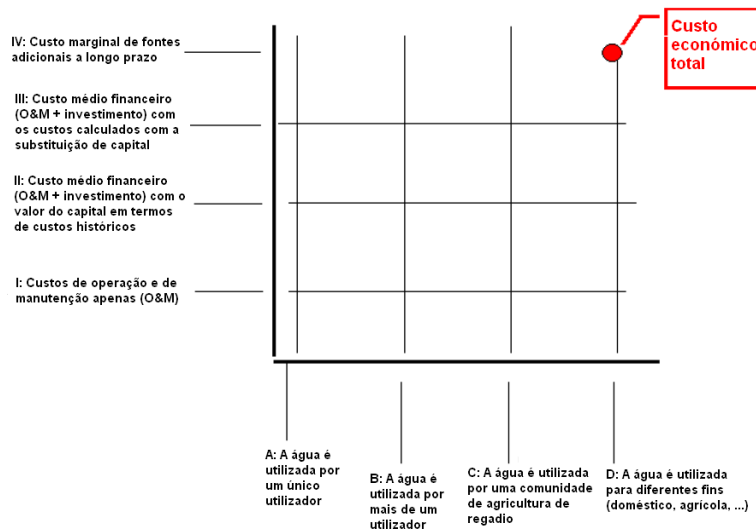 Custo
económico
total
IV: Custo marginal de fontes
adicionais a longo prazo
III: Custo médio financeiro
(O&M + investimento) com
os custos calculados com a
substituição de capital
II: Custo médio financeiro
(O&M + investimento) com o
valor do capital em termos
de custos históricos
I: Custos de operação e de
manutenção apenas (O&M)
A: A água é
utilizada por
um único
utilizador
B: A água é
utilizada por
mais de um
utilizador
C: A água é utilizada
por uma comunidade
de agricultura de
regadio
D: A água é utilizada
para diferentes fins
(doméstico, agrícola, ...)